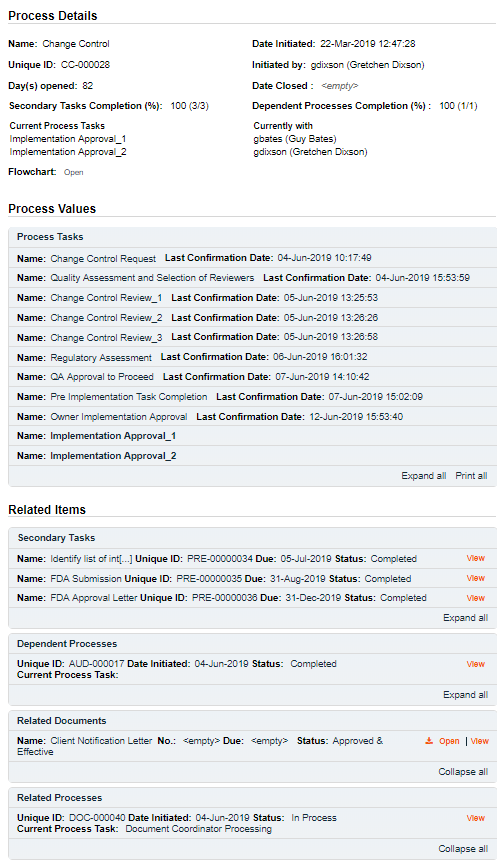 Process Details
Name: Change Control Date Initiated: 22-Mar-2019 12:47:28
Unique ID: CC-000028 Initiated by: gdixson (Gretchen Dixson)
Day(s) opened: 82 Date Closed : <empty>
Secondary Tasks Completion (%): 100 (3/3) Dependent Processes Completion (%) : 100 (1/1)
Current Process Tasks Currently with
Implementation Approval_1 gbates (Guy Bates)
Implementation Approval_2 gdixson (Gretchen Dixson)
Flowchart: Open
Process Values
Process Tasks
Name: Change Control Request Last Confirmation Date: 04-Jun-2019 10:17:49
Name: Quality Assessment and Selection of Reviewers Last Confirmation Date: 04-Jun-2019 15:53:59
Name: Change Control Review_1 Last Confirmation Date: 05-Jun-2019 13:25:53
Name: Change Control Review_2 Last Confirmation Date: 05-Jun-2019 13:26:26
Name: Change Control Review_3 Last Confirmation Date: 05-Jun-2019 13:26:58
Name: Regulatory Assessment Last Confirmation Date: 06-Jun-2019 16:01:32
Name: QA Approval to Proceed Last Confirmation Date: 07-Jun-2019 14:10:42
Name: Pre Implementation Task Completion Last Confirmation Date: 07-Jun-2019 15:02:09
Name: Owner Implementation Approval Last Confirmation Date: 12-Jun-2019 15:53:40
Name: Implementation Approval_1
Name: Implementation Approval_2
Expand all Print all
Related Items
Secondary Tasks
Name: Identify list of int[...] Unique ID: PRE-00000034 Due: 05-Jul-2019 Status: Completed View
Name: FDA Submission Unique ID: PRE-00000035 Due: 31-Aug-2019 Status: Completed View
Name: FDA Approval Letter Unique ID: PRE-00000036 Due: 31-Dec-2019 Status: Completed View
Expand all
Dependent Processes
Unique ID: AUD-000017 Date Initiated: 04-Jun-2019 Status: Completed View
Current Process Task:
Expand all
Related Documents
Name: Client Notification Letter No.: <empty> Due: <empty> Status: Approved & Open | View
Effective
Collapse all
Related Processes
Unique ID: DOC-000040 Date Initiated: 04-Jun-2019 Status: In Process View
Current Process Task: Document Coordinator Processing
Collapse all